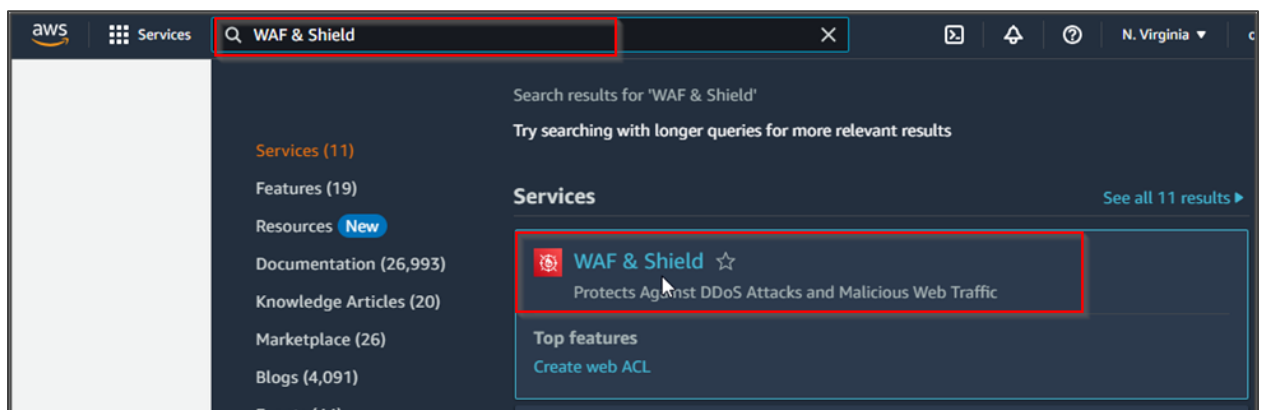 aws
Services
WAF & Shield
N. Virginia
Search results for 'WAF & Shield'
Try searching with longer queries for more relevant results
Services (11)
Features (19)
Resources New
Documentation (26,993)
Knowledge Articles (20)
Marketplace (26)
Blogs (4,091)
Services
See all 11 results
WAF & Shield
Protects Against DDoS Attacks and Malicious Web Traffic
Top features
Create web ACL